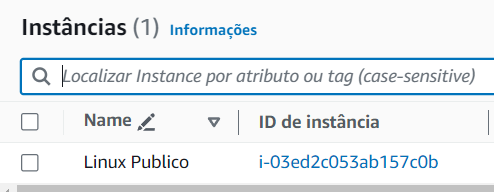 Instâncias (1) Informações
Localizar Instance por atributo ou tag (case-sensitive)
Name ID de instância
Linux Publico i-03ed2c053ab157c0b